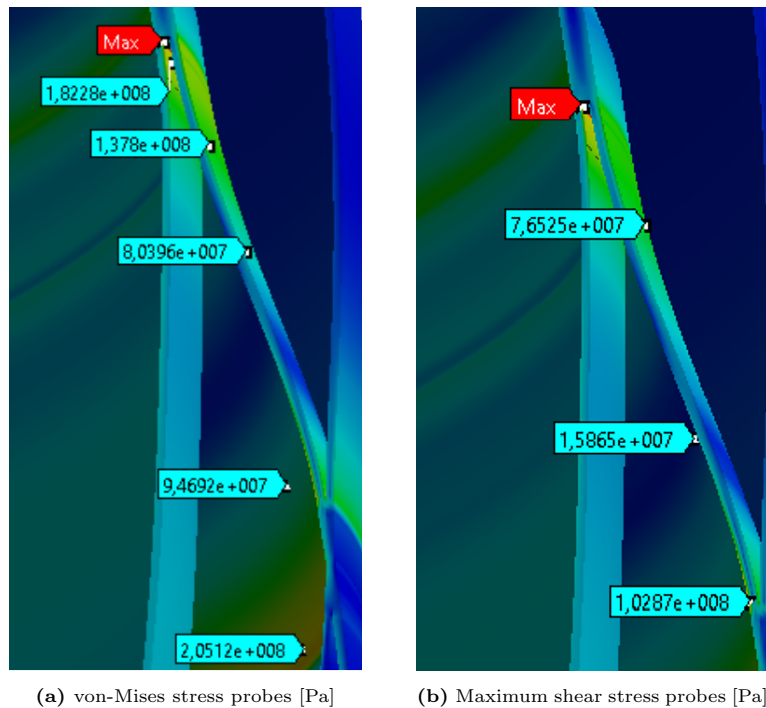 Max
1,8228e+008
1,378e+008
8,0396e+007
9,4692e+007
2,0512e+008
(a) von-Mises stress probes [Pa]
Max
7,6525e+007
1,5865e+007
1,0287e+008
(b) Maximum shear stress probes [Pa]